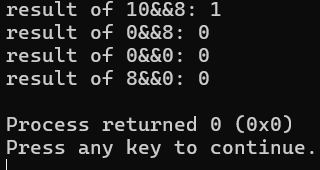 result of 10&&8: 1
result of 0&&8: 0
result of 0&&0: 0
result of 8&&0: 0
Process returned 0 (0x0)
Press any key to continue.